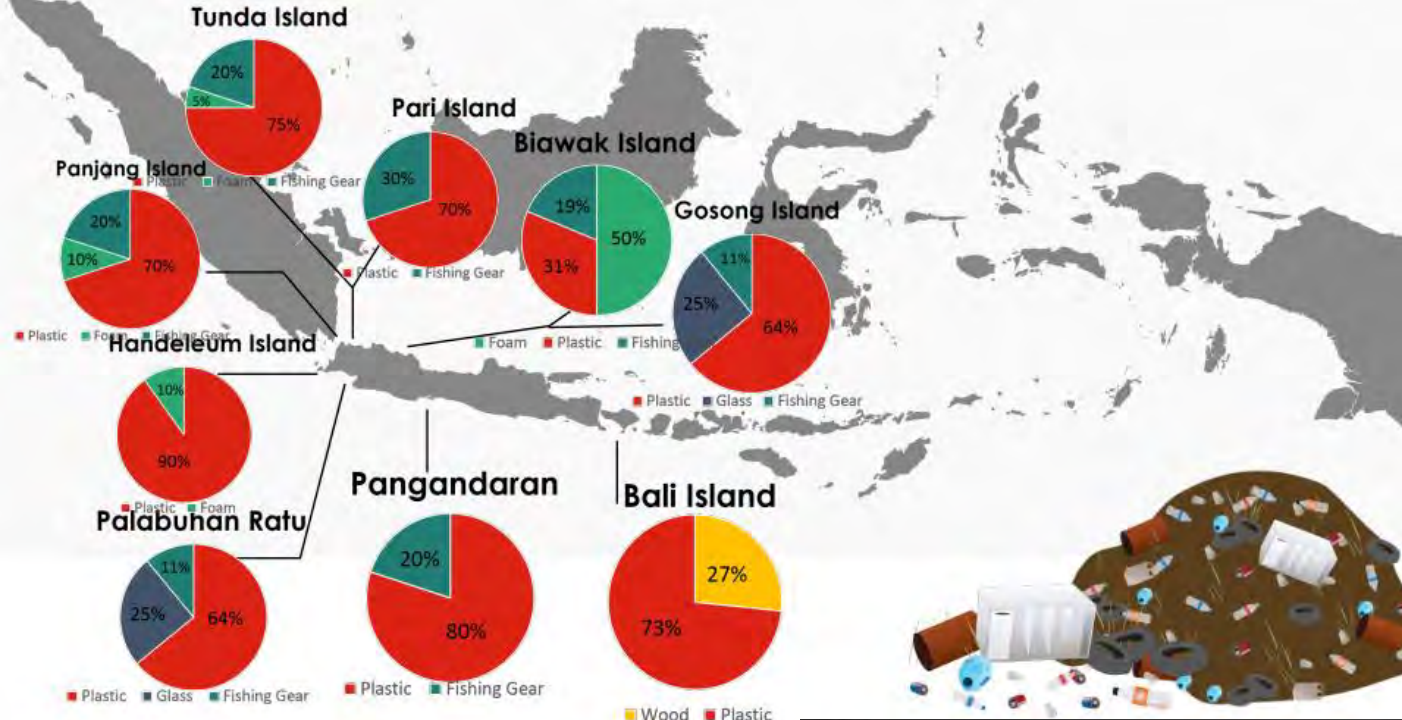 Tunda Island
20%
5%
75%
Plastic Foam Fishing Gear
Pari Island
30%
70%
Plastic Fishing Gear
Biawak Island
19%
50%
31%
Foam Plastic Fishing
Gosong Island
11%
25%
64%
Plastic Glass Fishing Gear
Panjang Island
20%
10%
70%
Plastic Foam Fishing Gear
Handeleum Island
10%
90%
Plastic Foam
Palabuhan Ratu
11%
25%
64%
Plastic Glass Fishing Gear
Pangandaran
20%
80%
Plastic Fishing Gear
Bali Island
27%
73%
Wood Plastic